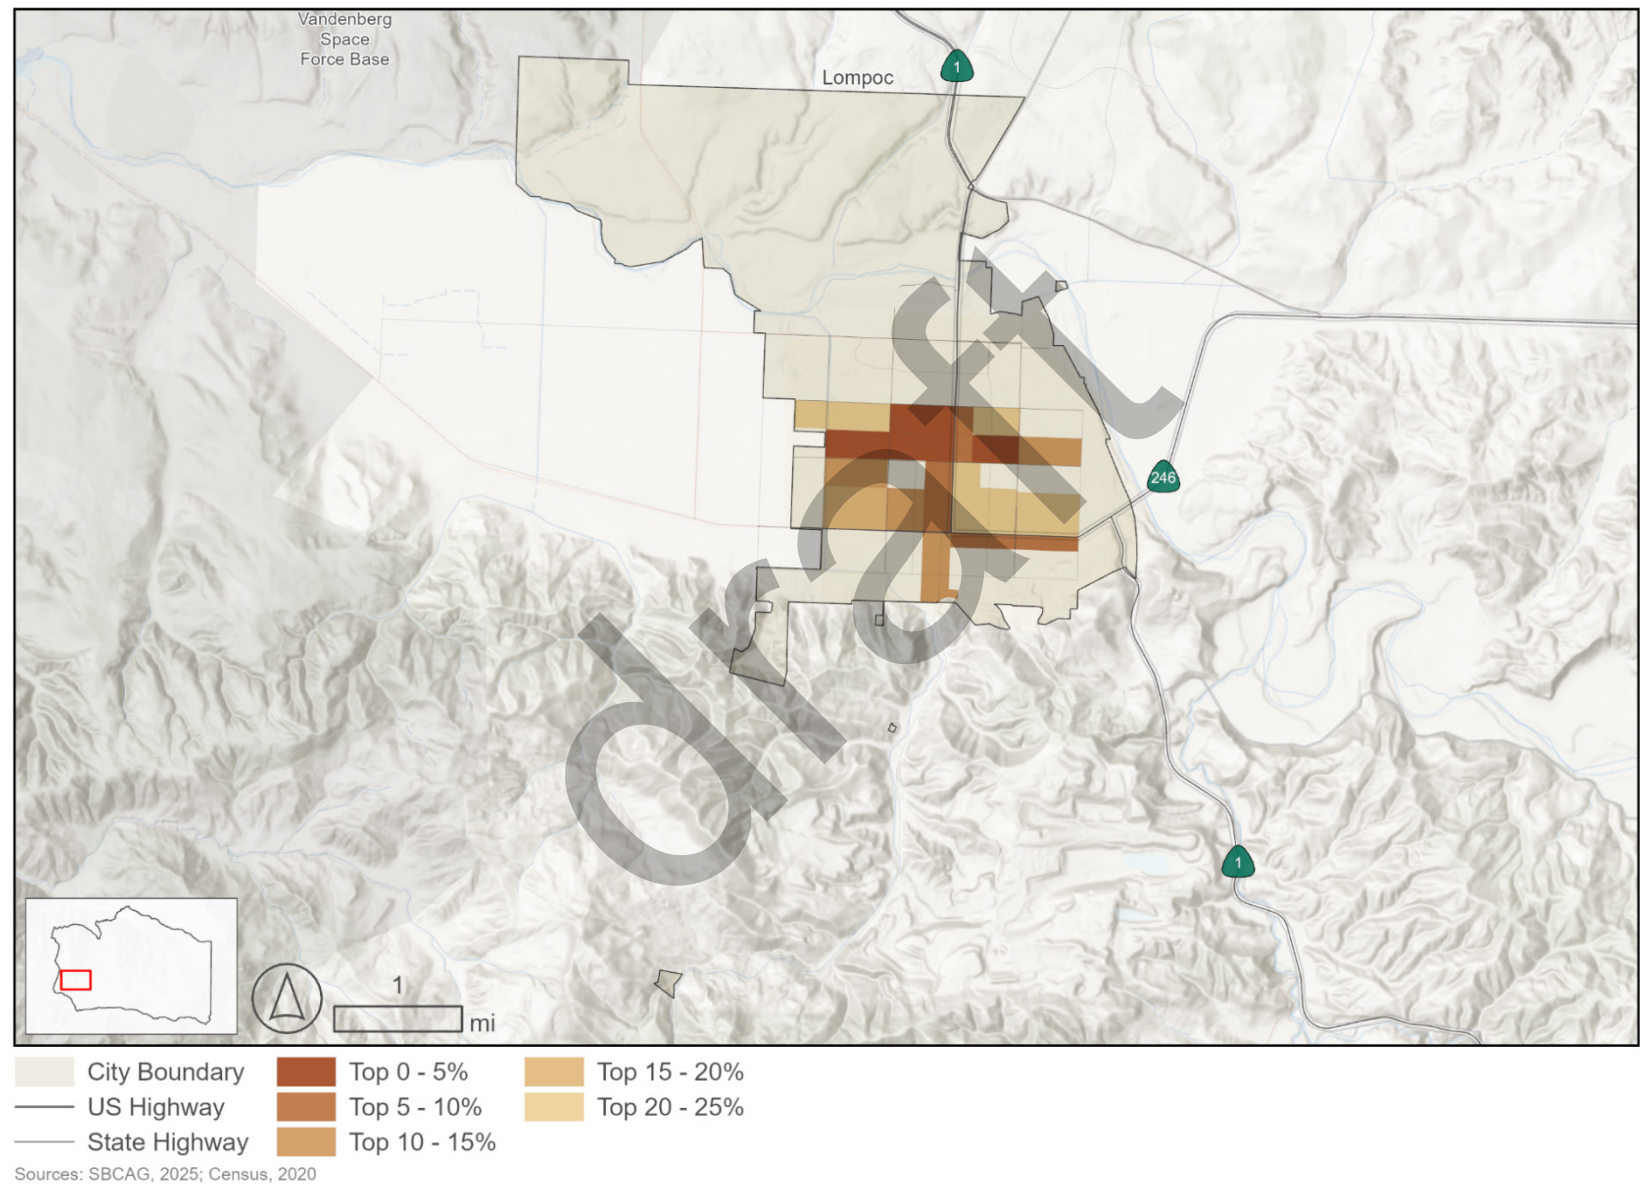 Vandenberg
Space
Force Base
1
Lompoc
246
draft
1
1
mi
City Boundary
US Highway
State Highway
Top 0 - 5%
Top 5 - 10%
Top 10 - 15%
Top 15 - 20%
Top 20 - 25%
Sources: SBCAG, 2025; Census, 2020